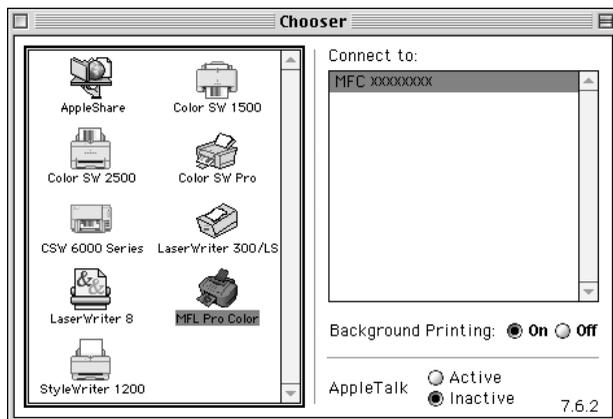 Chooser
AppleShare
Color SW 1500
Color SW 2500
Color SW Pro
CSW 6000 Series
LaserWriter 300/LS
LaserWriter 8
MFL Pro Color
StyleWriter 1200
Connect to:
MFC xxxxxxxx
Background Printing: On Off
AppleTalk
Active
Inactive
7.6.2